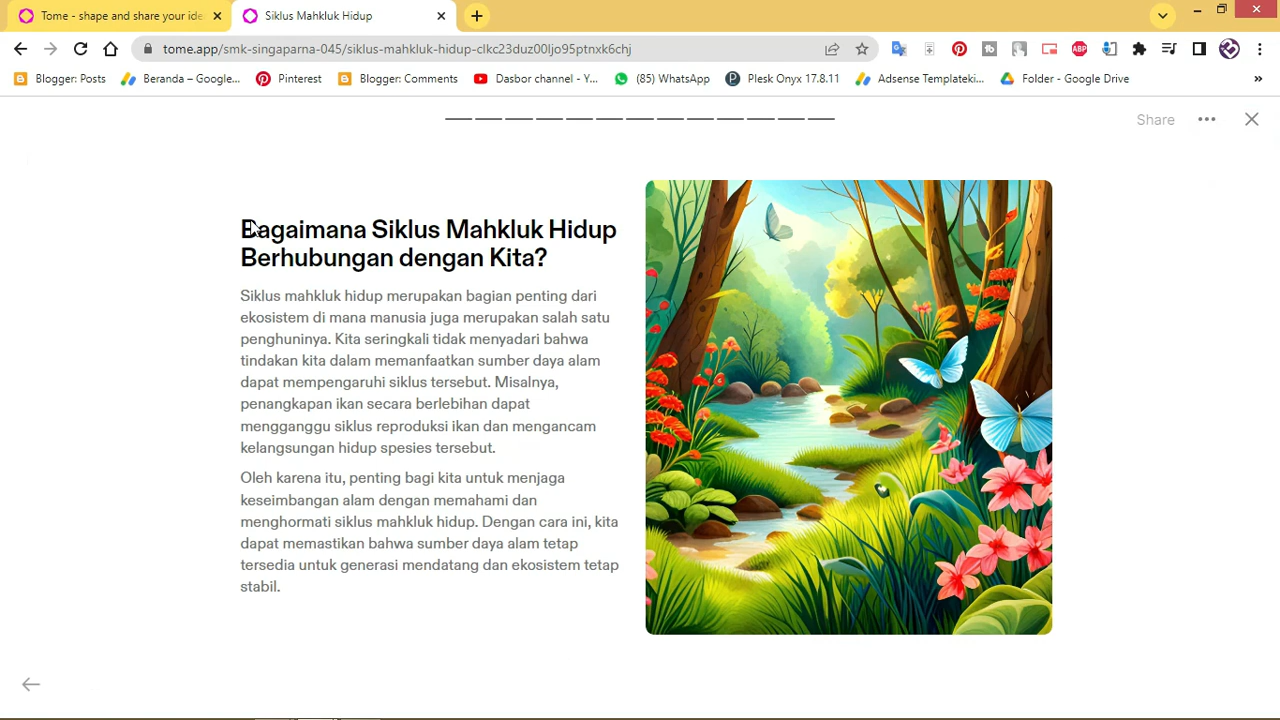 Tome - shape and share your ide
Siklus Mahkluk Hidup
tome.app/smk-singaparna-045/siklus-mahkluk-hidup-clkc23duz00ljo95ptnxk6chj
Blogger: Posts
Beranda – Google...
Pinterest
Blogger: Comments
Dasbor channel - Y...
(85) WhatsApp
Plesk Onyx 17.8.11
Adsense Templateki...
Folder - Google Drive
»
Share
Bagaimana Siklus Mahkluk Hidup
Berhubungan dengan Kita?
Siklus mahkluk hidup merupakan bagian penting dari
ekosistem di mana manusia juga merupakan salah satu
penghuninya. Kita seringkali tidak menyadari bahwa
tindakan kita dalam memanfaatkan sumber daya alam
dapat mempengaruhi siklus tersebut. Misalnya,
penangkapan ikan secara berlebihan dapat
mengganggu siklus reproduksi ikan dan mengancam
kelangsungan hidup spesies tersebut.
Oleh karena itu, penting bagi kita untuk menjaga
keseimbangan alam dengan memahami dan
menghormati siklus mahkluk hidup. Dengan cara ini, kita
dapat memastikan bahwa sumber daya alam tetap
tersedia untuk generasi mendatang dan ekosistem tetap
stabil.